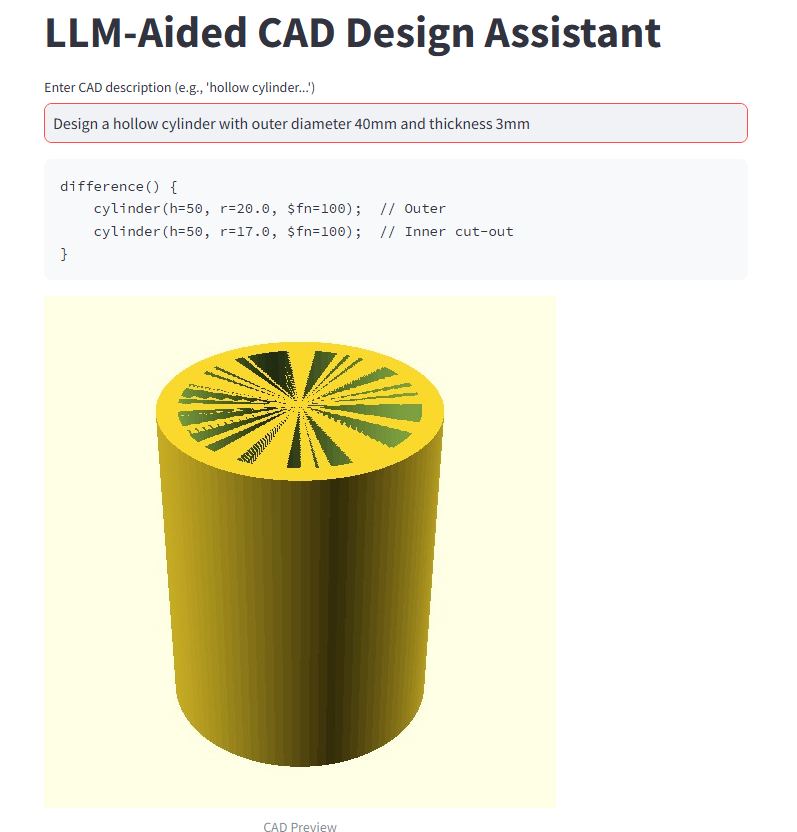 LLM-Aided CAD Design Assistant
Enter CAD description (e.g., 'hollow cylinder...')
Design a hollow cylinder with outer diameter 40mm and thickness 3mm
difference() {
    cylinder(h=50, r=20.0, $fn=100);  // Outer
    cylinder(h=50, r=17.0, $fn=100);  // Inner cut-out
}
CAD Preview